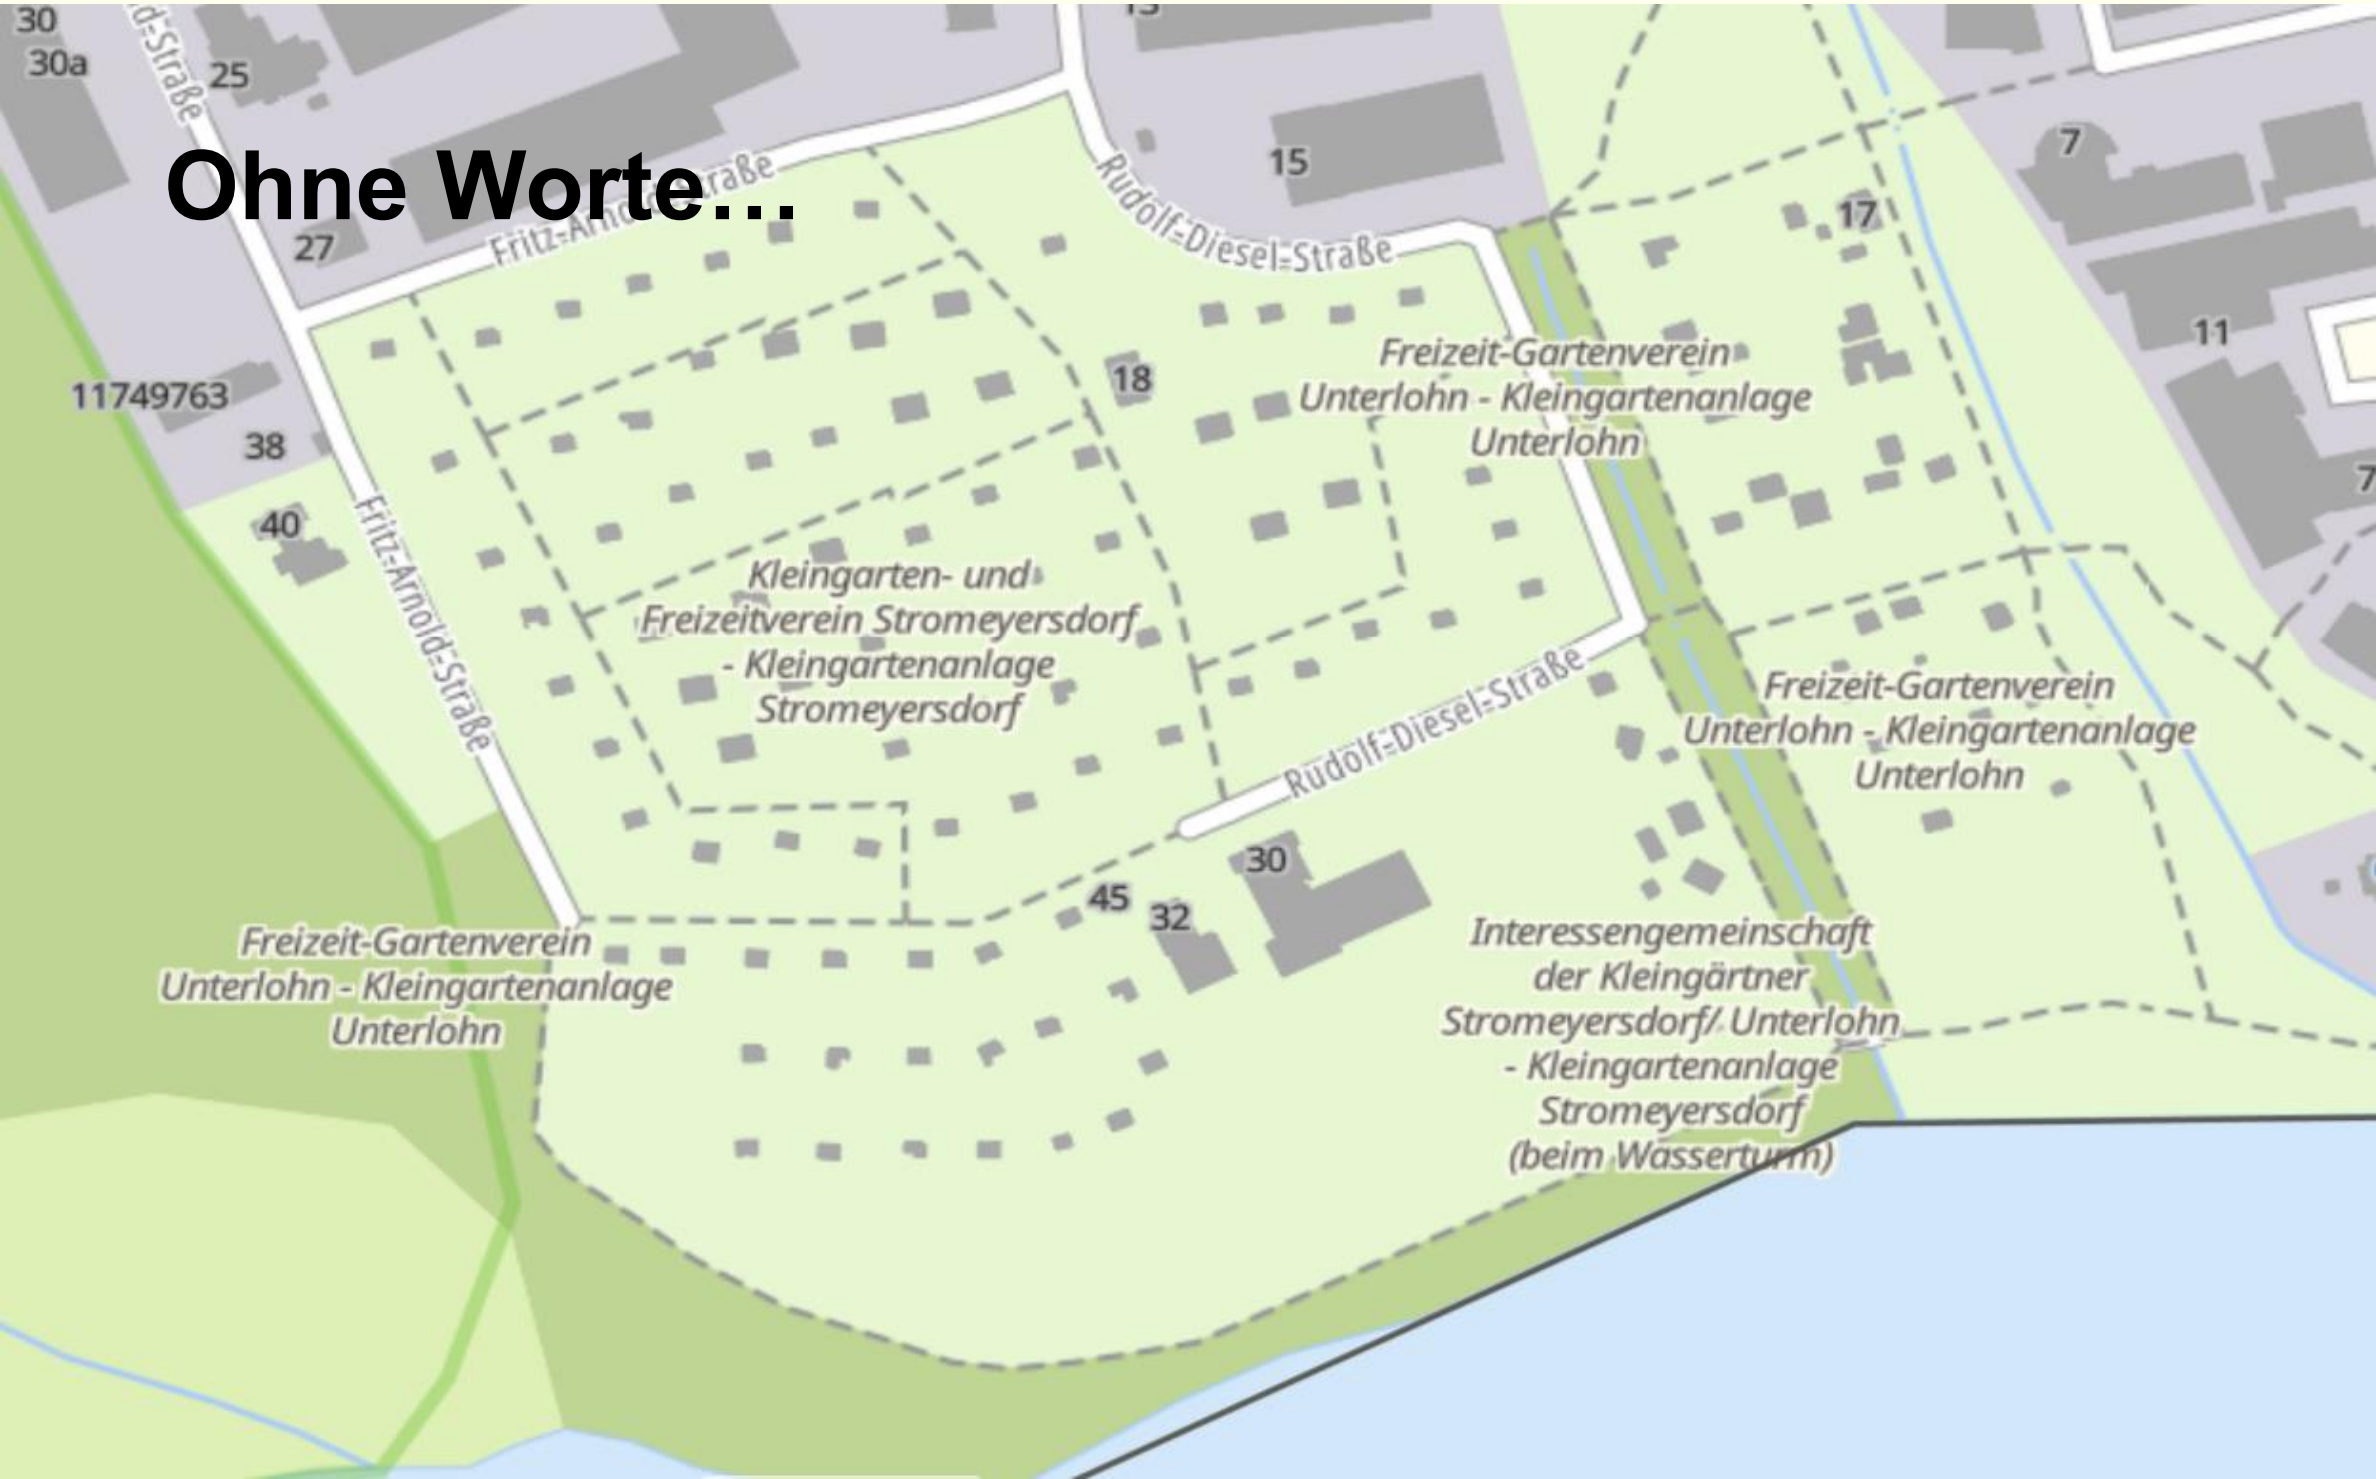 30
30a
d-Straße
25
15
7
17
Ohne Worte...
Fritz-Arnold-Straße
27
Rudolf-Diesel-Straße
11
11749763
38
18
Freizeit-Gartenverein
Unterlohn - Kleingartenanlage
Unterlohn
7
40
Fritz-Arnold-Straße
Kleingarten- und
Freizeitverein Stromeyersdorf
- Kleingartenanlage
Stromeyersdorf
Rudolf-Diesel-Straße
Freizeit-Gartenverein
Unterlohn - Kleingartenanlage
Unterlohn
30
45
32
Freizeit-Gartenverein
Unterlohn - Kleingartenanlage
Unterlohn
Interessengemeinschaft
der Kleingärtner
Stromeyersdorf/ Unterlohn
- Kleingartenanlage
Stromeyersdorf
(beim Wasserturm)